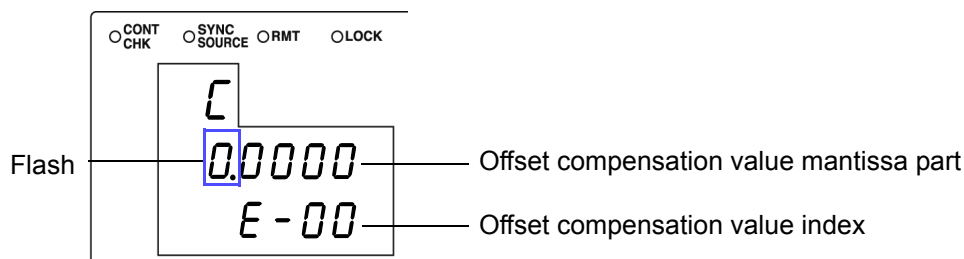 CONT CHK SYNC SOURCE RMT LOCK
C
Flash 0.0000 Offset compensation value mantissa part
E-00 Offset compensation value index